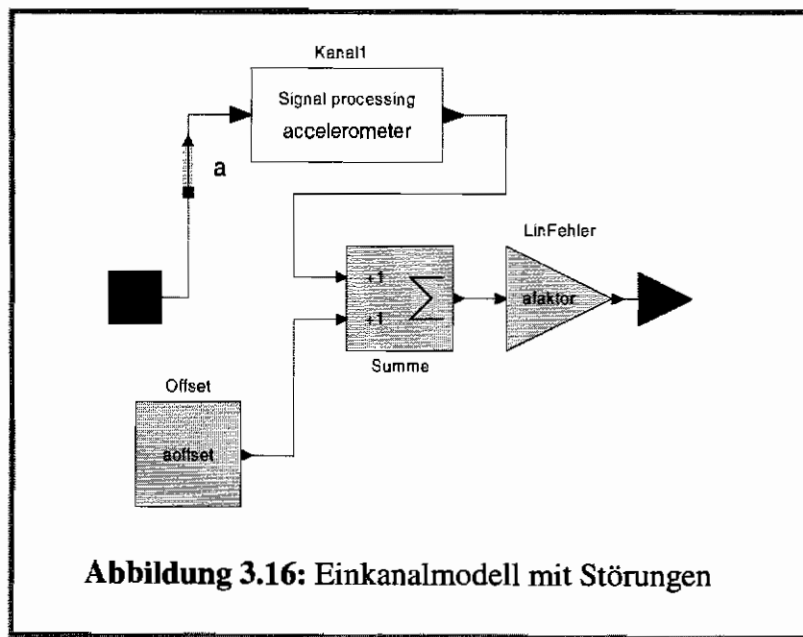 Kanal1
Signal processing
accelerometer
a
LinFehler
+1
afaktor
+1
Summe
Offset
aoffset
Abbildung 3.16: Einkanalmodell mit Störungen